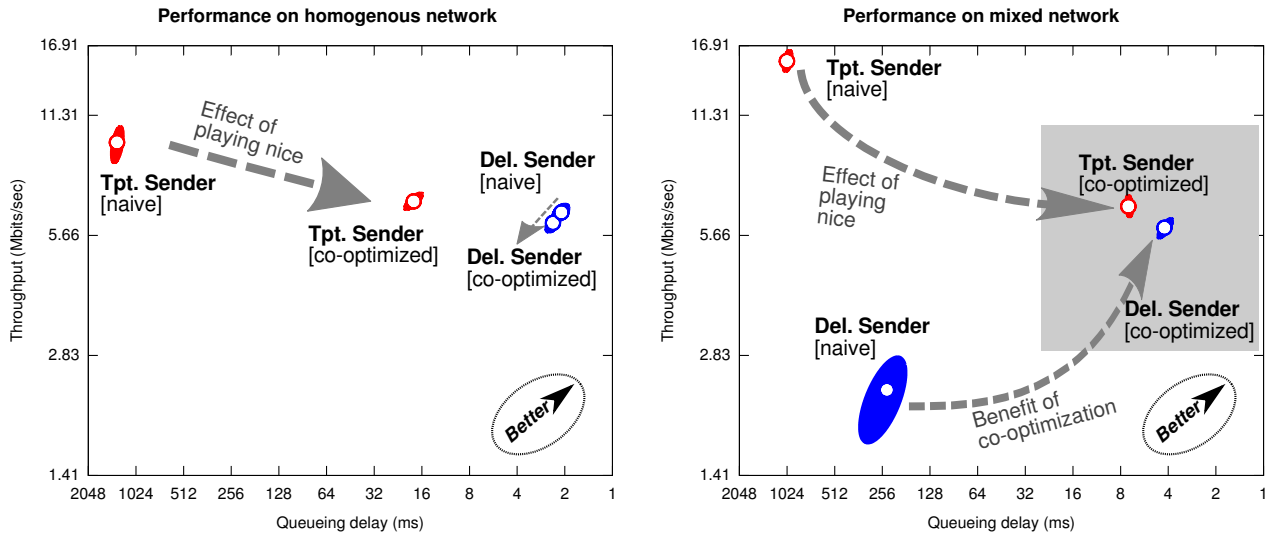 Performance on homogenous network
16.91
11.31
5.66
2.83
1.41
Throughput (Mbits/sec)
Effect of
playing nice
Tpt. Sender
[naive]
Tpt. Sender
[co-optimized]
Del. Sender
[naive]
Del. Sender
[co-optimized]
Better
2048 1024 512 256 128 64 32 16 8 4 2 1
Queueing delay (ms)
Performance on mixed network
16.91
11.31
5.66
2.83
1.41
Throughput (Mbits/sec)
Tpt. Sender
[naive]
Effect of
playing
nice
Tpt. Sender
[co-optimized]
Del. Sender
[co-optimized]
Del. Sender
[naive]
Benefit of
co-optimization
Better
2048 1024 512 256 128 64 32 16 8 4 2 1
Queueing delay (ms)